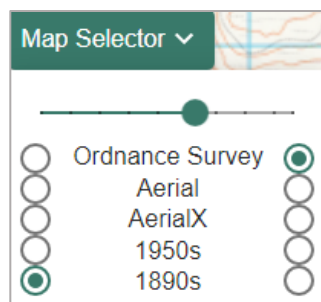 Map Selector
Ordnance Survey
Aerial
AerialX
1950s
1890s